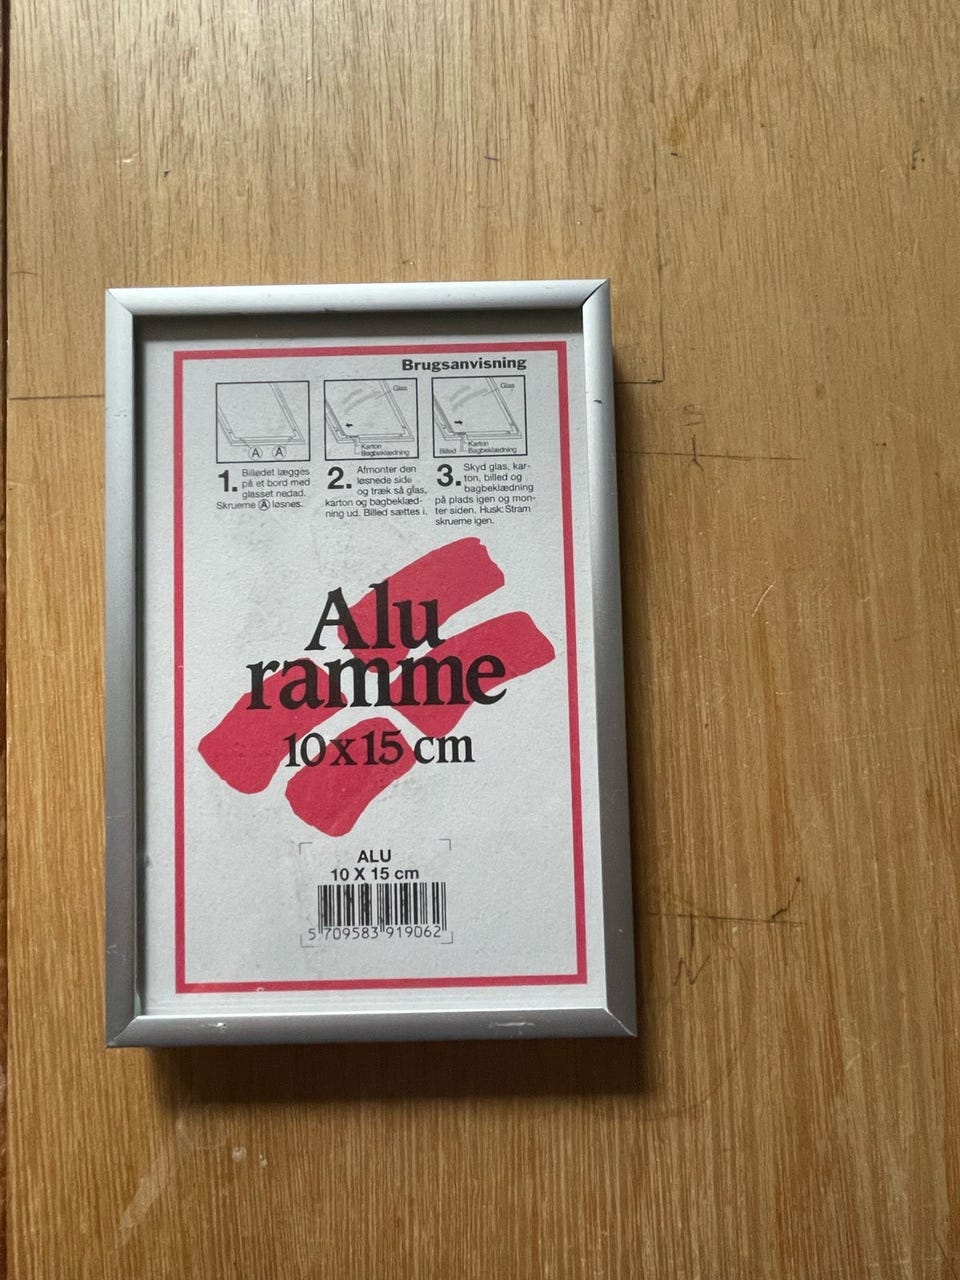 Brugsanvisning
A A
1. Billedet lægges
på et bord med
glasset nedad.
Skruerne Ⓐ løsnes.
Glas
Karton
Bagbeklædning
2. Afmonter den
løsnede side
og træk så glas,
karton og bagbeklæd-
ning ud. Billed sættes i.
Glas
Karton
Billed Bagbeklædning
3. Skyd glas, kar-
ton, billed og
bagbeklædning
på plads igen og mon-
ter siden. Husk: Stram
skruerne igen.
Alu
ramme
10x15 cm
ALU
10 X 15 cm
5 709583 919062